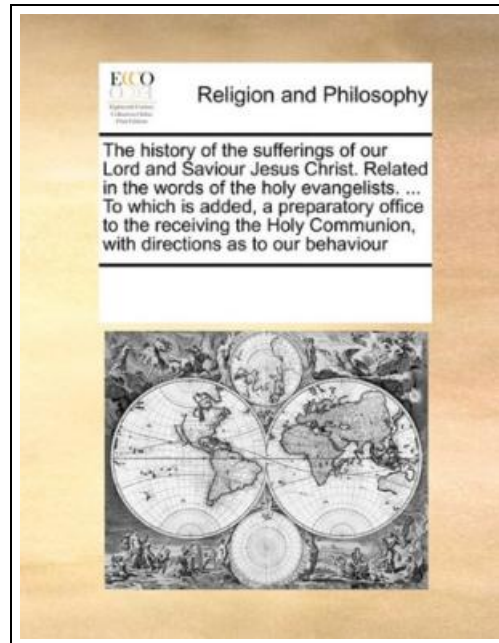 ECCO
Religion and Philosophy
The history of the sufferings of our
Lord and Saviour Jesus Christ. Related
in the words of the holy evangelists. ...
To which is added, a preparatory office
to the receiving the Holy Communion,
with directions as to our behaviour